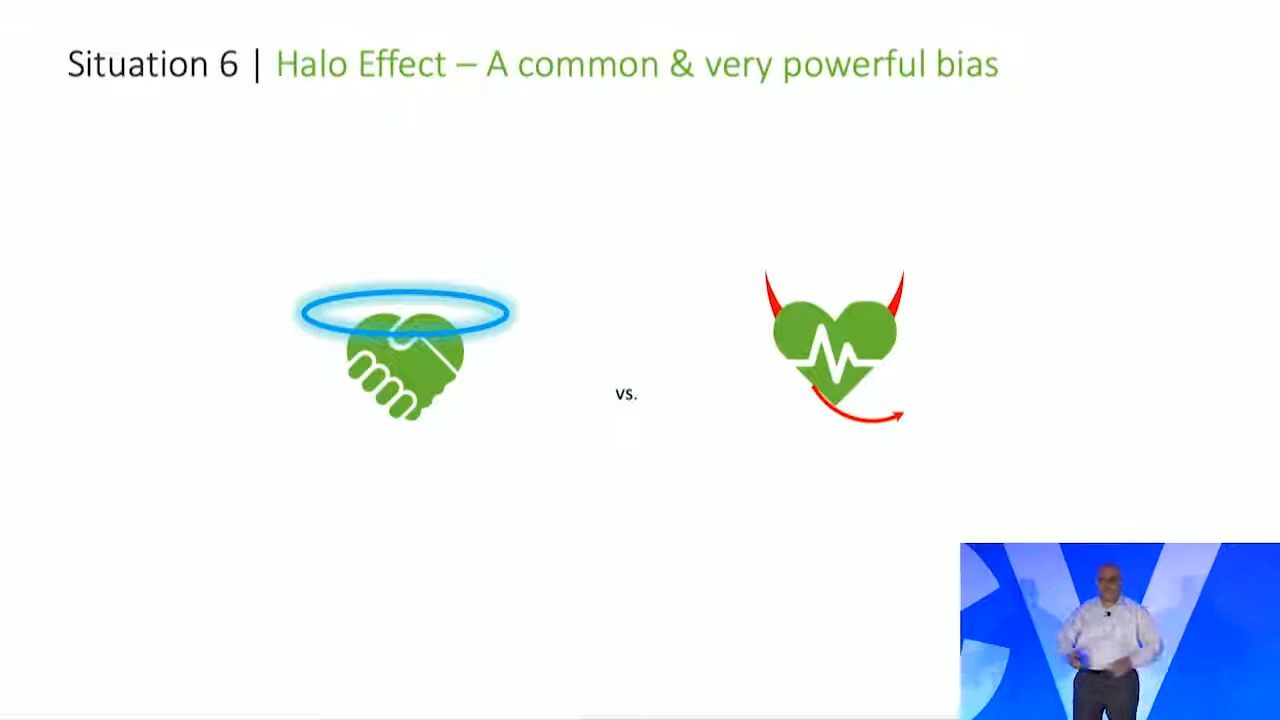 Situation 6 | Halo Effect – A common & very powerful bias
vs.